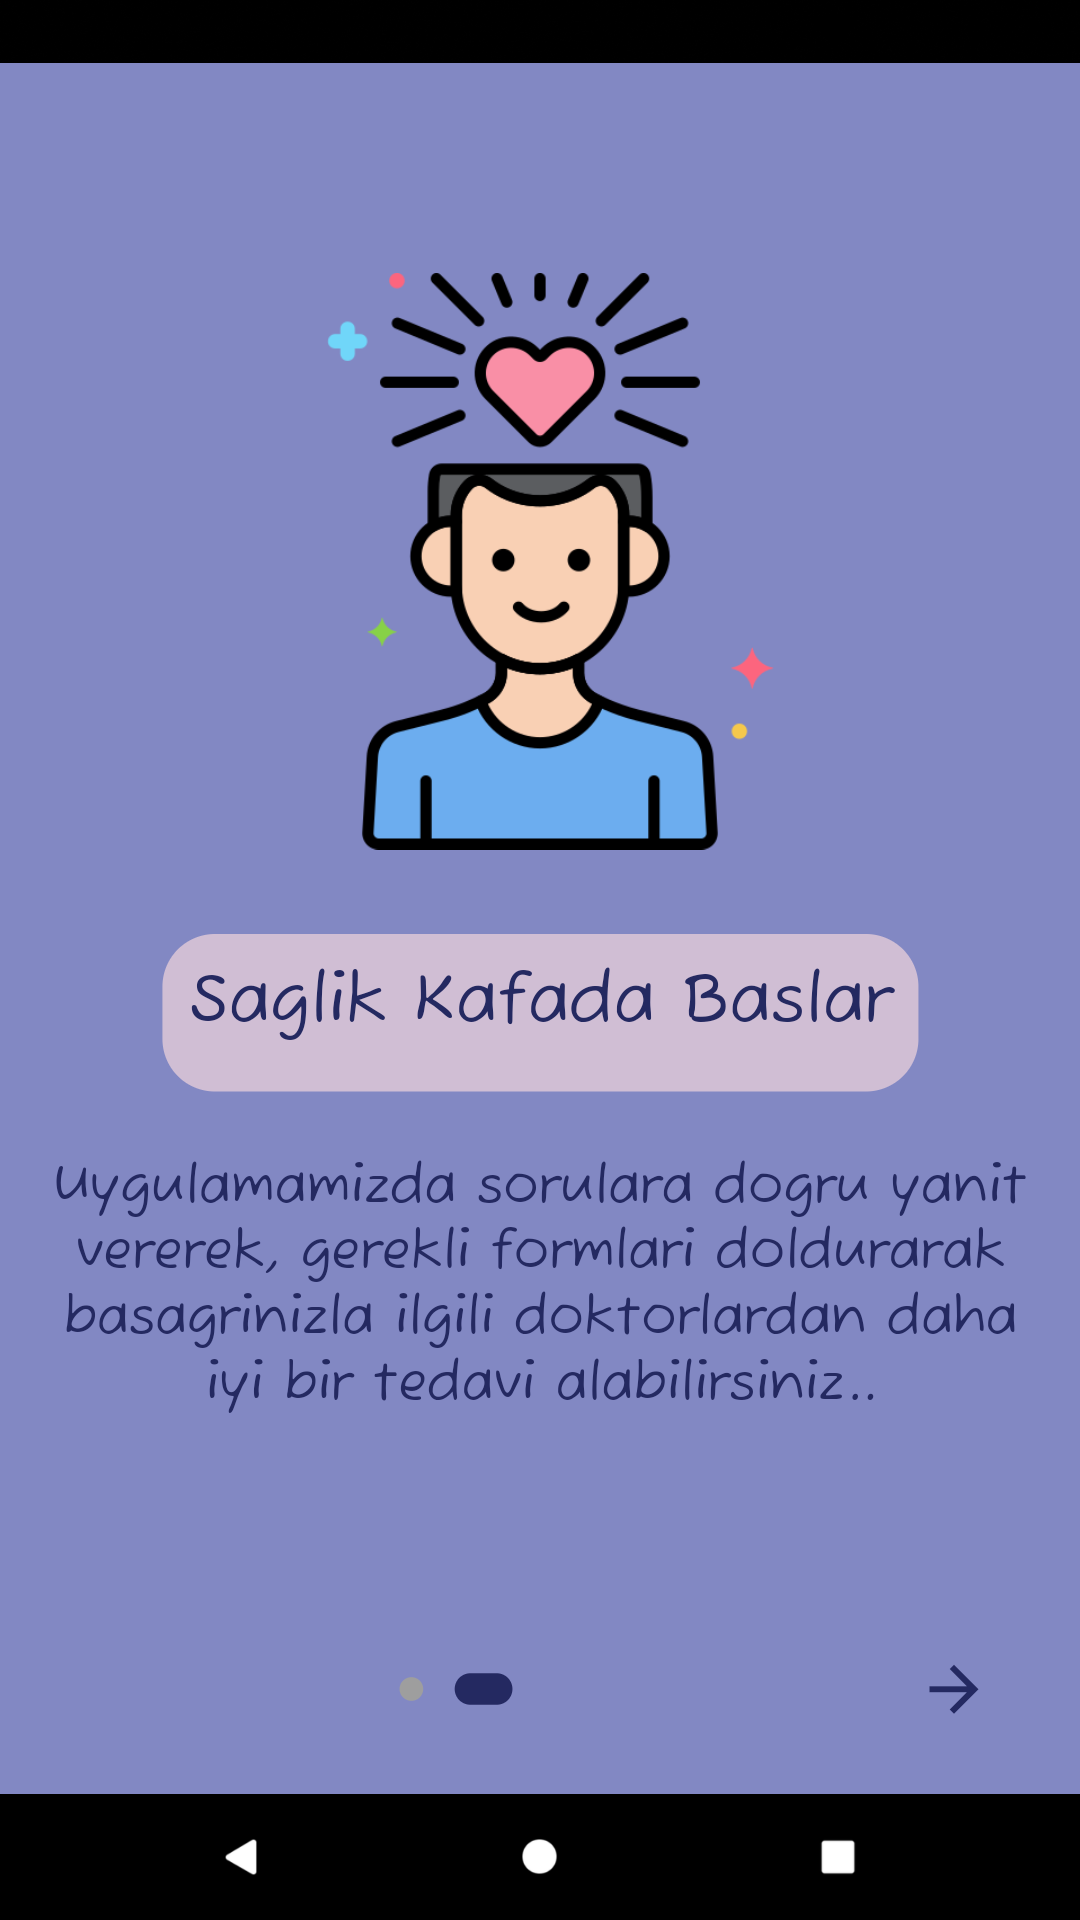 Saglik Kafada Baslar
Uygulamamizda sorulara dogru yanit
vererek, gerekli formlari doldurarak
basagrinizla ilgili doktorlardan daha
iyi bir tedavi alabilirsiniz..